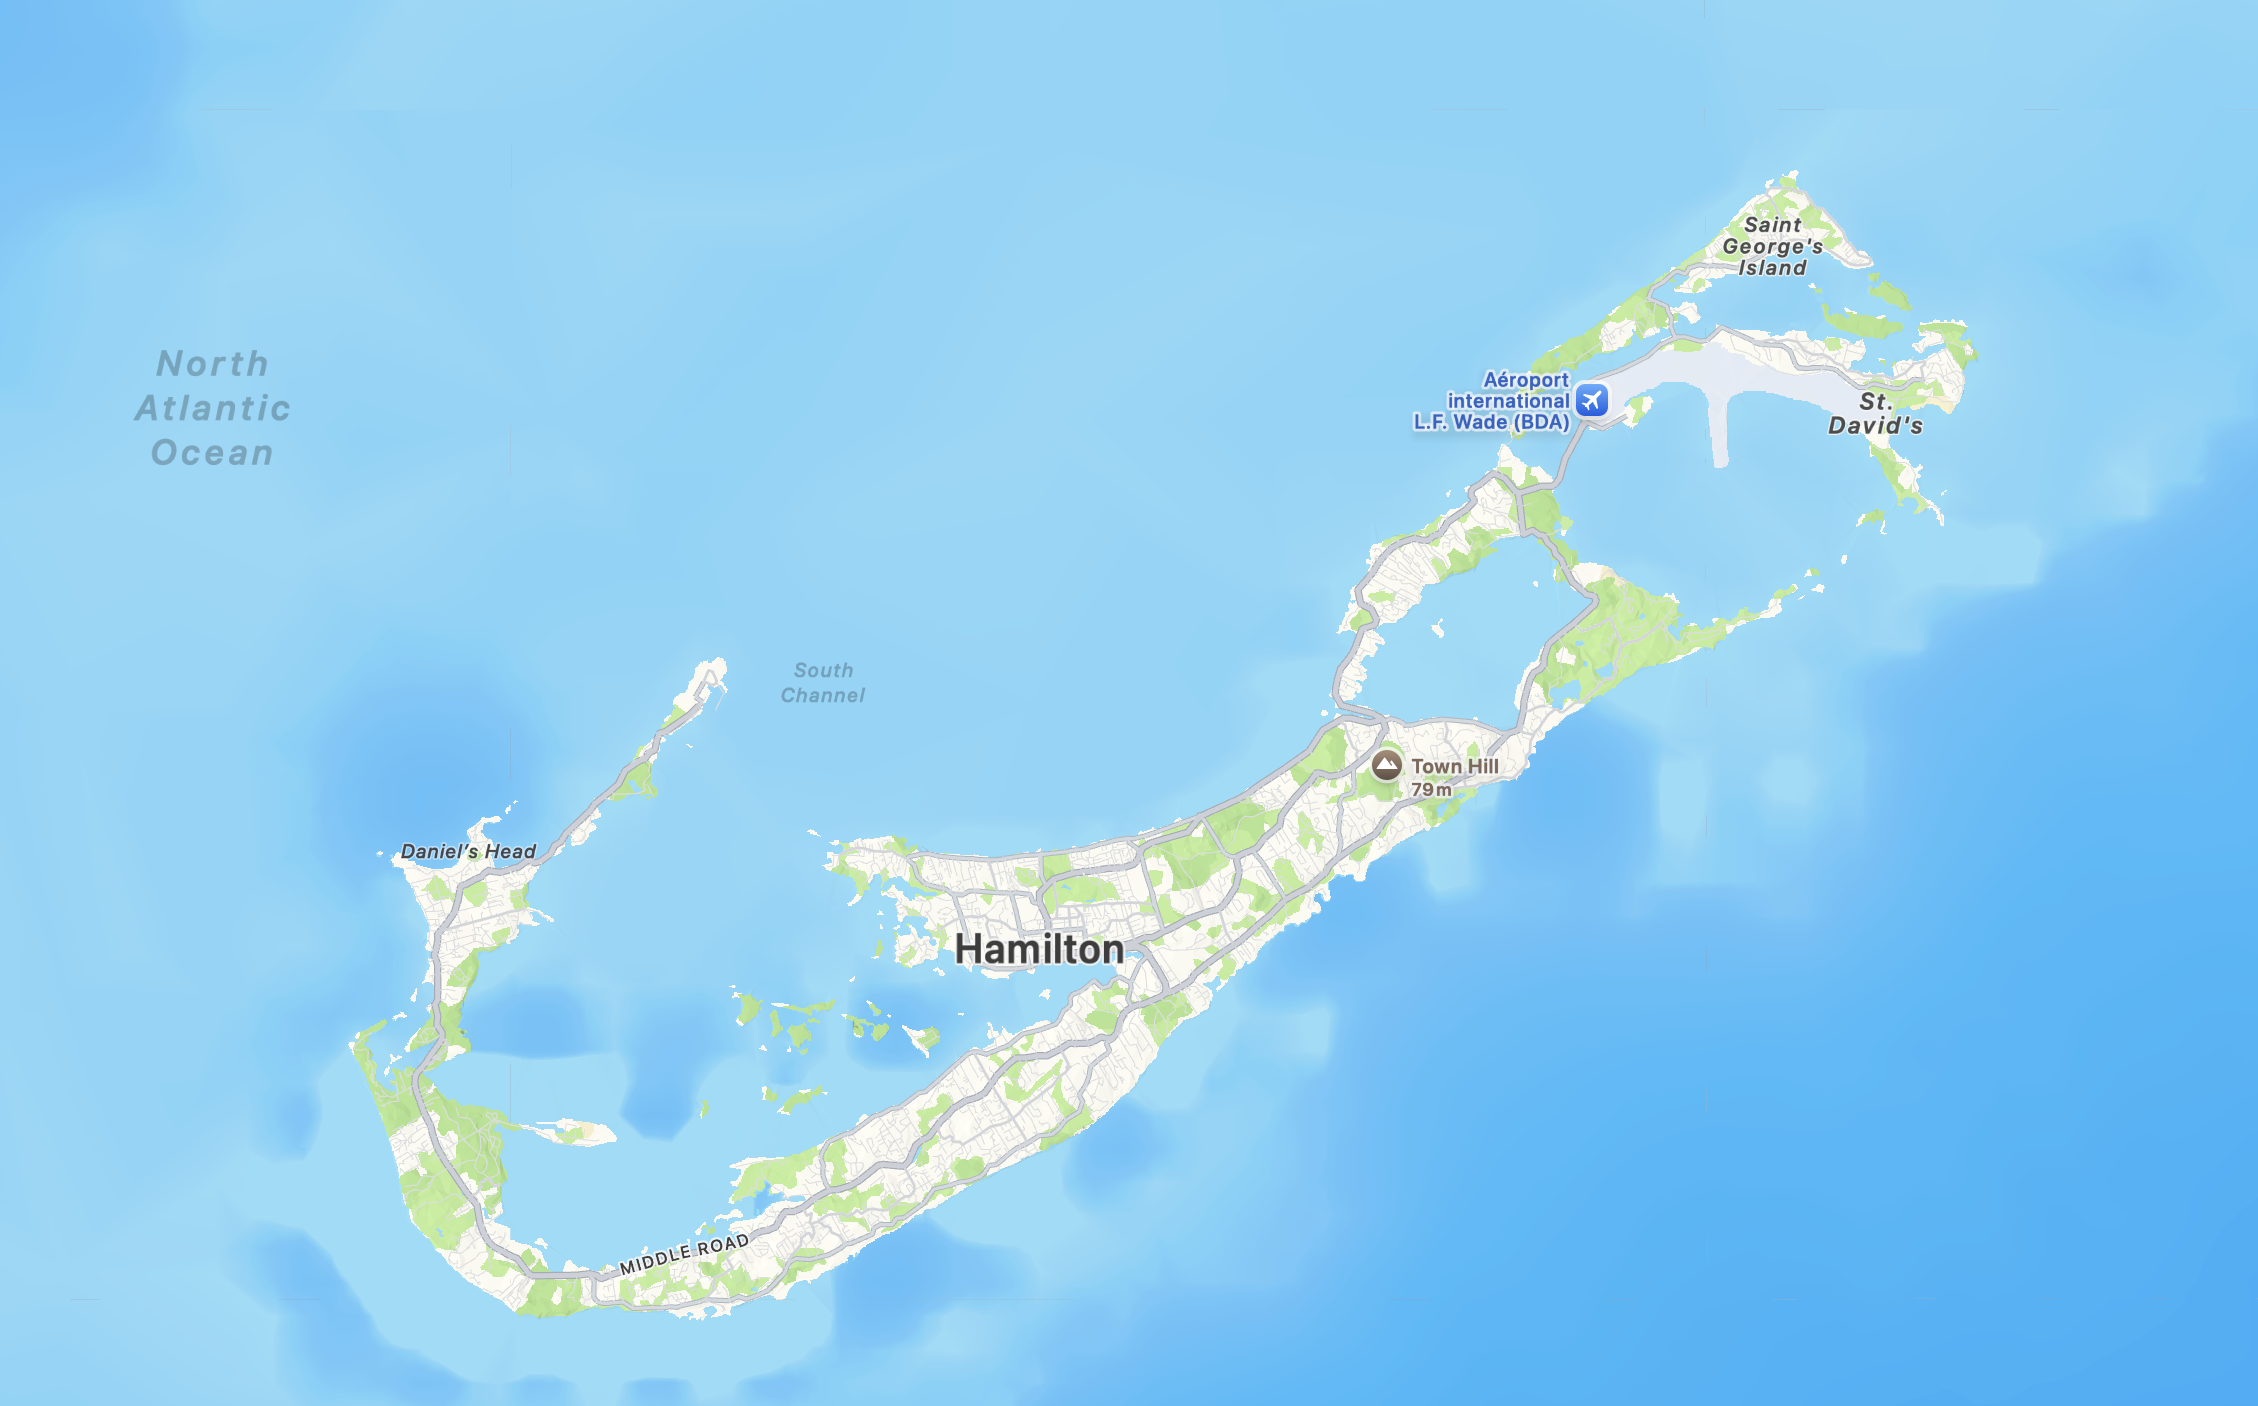 Saint
George's
Island
North
Atlantic
Ocean
Aéroport
international
L.F. Wade (BDA)
St.
David's
South
Channel
Town Hill
79m
Daniel's Head
Hamilton
MIDDLE ROAD